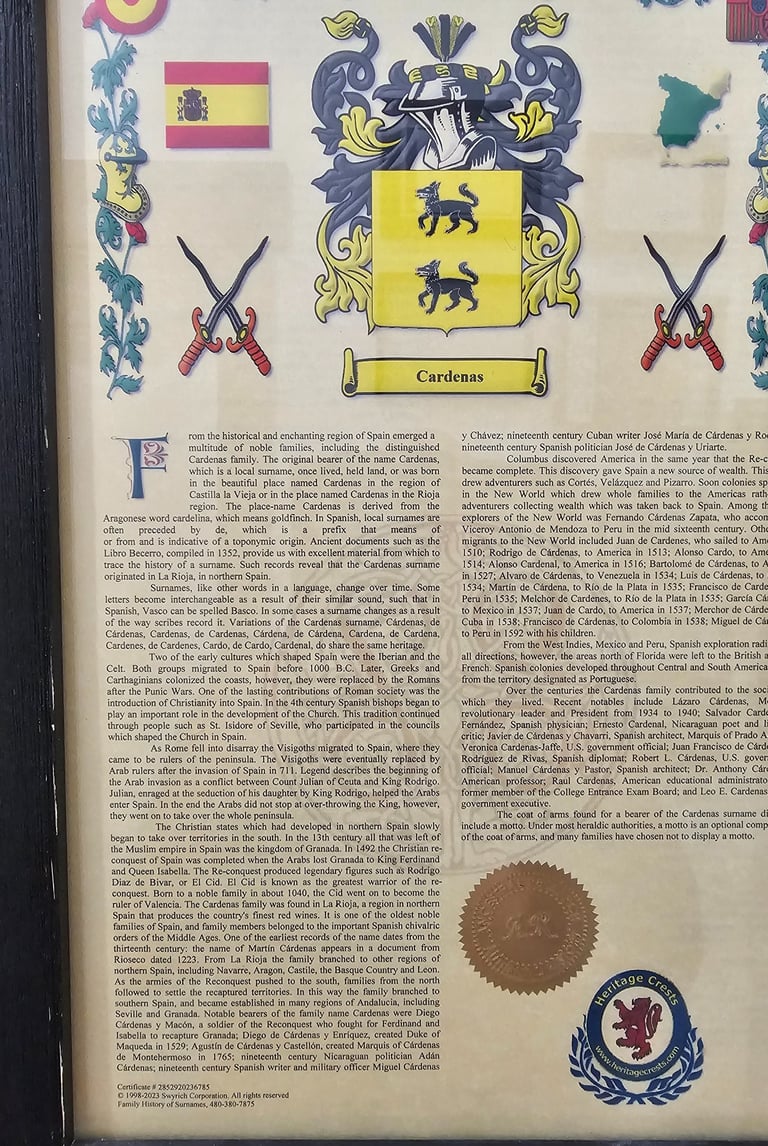 Cardenas
From the historical and enchanting region of Spain emerged a
multitude of noble families, including the distinguished
Cardenas family. The original bearer of the name Cardenas,
which is a local surname, once lived, held land, or was born
in the beautiful place named Cardenas in the region of
Castilla la Vieja or in the place named Cardenas in the Rioja
region. The place-name Cardenas is derived from the
Aragonese word cardelina, which means goldfinch. In Spanish, local surnames are
often preceded by de, which is a prefix that means of
or from and is indicative of a toponymic origin. Ancient documents such as the
Libro Becerro, compiled in 1352, provide us with excellent material from which to
trace the history of a surname. Such records reveal that the Cardenas surname
originated in La Rioja, in northern Spain.
Surnames, like other words in a language, change over time. Some
letters become interchangeable as a result of their similar sound, such that in
Spanish, Vasco can be spelled Basco. In some cases a surname changes as a result
of the way scribes record it. Variations of the Cardenas surname, Cárdenas, de
Cárdenas, Cardenas, de Cardenas, Cárdena, de Cárdena, Cardena, de Cardena,
Cardenes, de Cardenes, Cardo, de Cardo, Cardenal, do share the same heritage.
Two of the early cultures which shaped Spain were the Iberian and the
Celt. Both groups migrated to Spain before 1000 B.C. Later, Greeks and
Carthaginians colonized the coasts, however, they were replaced by the Romans
after the Punic Wars. One of the lasting contributions of Roman society was the
introduction of Christianity into Spain. In the 4th century Spanish bishops began to
play an important role in the development of the Church. This tradition continued
through people such as St. Isidore of Seville, who participated in the councils
which shaped the Church in Spain.
As Rome fell into disarray the Visigoths migrated to Spain, where they
came to be rulers of the peninsula. The Visigoths were eventually replaced by
Arab rulers after the invasion of Spain in 711. Legend describes the beginning of
the Arab invasion as a conflict between Count Julian of Ceuta and King Rodrigo.
Julian, enraged at the seduction of his daughter by King Rodrigo, helped the Arabs
enter Spain. In the end the Arabs did not stop at over-throwing the King, however,
they went on to take over the whole peninsula.
The Christian states which had developed in northern Spain slowly
began to take over territories in the south. In the 13th century all that was left of
the Muslim empire in Spain was the kingdom of Granada. In 1492 the Christian re-
conquest of Spain was completed when the Arabs lost Granada to King Ferdinand
and Queen Isabella. The Re-conquest produced legendary figures such as Rodrigo
Diaz de Bivar, or El Cid. El Cid is known as the greatest warrior of the re-
conquest. Born to a noble family in about 1040, the Cid went on to become the
ruler of Valencia. The Cardenas family was found in La Rioja, a region in northern
Spain that produces the country's finest red wines. It is one of the oldest noble
families of Spain, and family members belonged to the important Spanish chivalric
orders of the Middle Ages. One of the earliest records of the name dates from the
thirteenth century: the name of Martín Cárdenas appears in a document from
Rioseco dated 1223. From La Rioja the family branched to other regions of
northern Spain, including Navarre, Aragon, Castile, the Basque Country and Leon.
As the armies of the Reconquest pushed to the south, families from the north
followed to settle the recaptured territories. In this way the family branched to
southern Spain, and became established in many regions of Andalucia, including
Seville and Granada. Notable bearers of the family name Cardenas were Diego
Cárdenas y Macón, a soldier of the Reconquest who fought for Ferdinand and
Isabella to recapture Granada; Diego de Cárdenas y Enríquez, created Duke of
Maqueda in 1529; Agustín de Cárdenas y Castellón, created Marquis of Cárdenas
de Montehermoso in 1765; nineteenth century Nicaraguan politician Adán
Cárdenas; nineteenth century Spanish writer and military officer Miguel Cárdenas
y Chávez; nineteenth century Cuban writer José María de Cárdenas y Ro
nineteenth century Spanish politician José de Cárdenas y Uriarte.
Columbus discovered America in the same year that the Re-c
became complete. This discovery gave Spain a new source of wealth. This
drew adventurers such as Cortés, Velázquez and Pizarro. Soon colonies sp
in the New World which drew whole families to the Americas rath
adventurers collecting wealth which was taken back to Spain. Among th
explorers of the New World was Fernando Cárdenas Zapata, who accom
Viceroy Antonio de Mendoza to Peru in the mid sixteenth century. Othe
migrants to the New World included Juan de Cardenes, who sailed to Ame
1510; Rodrigo de Cárdenas, to America in 1513; Alonso Cardo, to Ame
1514; Alonso Cardenal, to America in 1516; Bartolomé de Cárdenas, to A
in 1527; Alvaro de Cárdenas, to Venezuela in 1534; Luis de Cárdenas, to
1534; Martin de Cárdena, to Río de la Plata in 1535; Francisco de Carde
Peru in 1535; Melchor de Cardenes, to Río de la Plata in 1535; García Cár
to Mexico in 1537; Juan de Cardo, to America in 1537; Merchor de Cárde
Cuba in 1538; Francisco de Cárdenas, to Colombia in 1538; Miguel de Cár
to Peru in 1592 with his children.
From the West Indies, Mexico and Peru, Spanish exploration radi
all directions, however, the areas north of Florida were left to the British a
French. Spanish colonies developed throughout Central and South America
from the territory designated as Portuguese.
Over the centuries the Cardenas family contributed to the soc
which they lived. Recent notables include Lázaro Cárdenas, M
revolutionary leader and President from 1934 to 1940; Salvador Carde
Fernández, Spanish physician; Ernesto Cardenal, Nicaraguan poet and li
critic; Javier de Cárdenas y Chavarri, Spanish architect, Marquis of Prado A
Veronica Cardenas-Jaffe, U.S. government official; Juan Francisco de Cárde
Rodríguez de Rivas, Spanish diplomat; Robert L. Cárdenas, U.S. gover
official; Manuel Cárdenas y Pastor, Spanish architect; Dr. Anthony Cárc
American professor; Raul Cardenas, American educational administrato
former member of the College Entrance Exam Board; and Leo E. Cardenas
government executive.
The coat of arms found for a bearer of the Cardenas surname di
include a motto. Under most heraldic authorities, a motto is an optional comp
of the coat of arms, and many families have chosen not to display a motto.
H.R.
Heritage Crests
www.heritagecrests.com
Certificate # 2852920236785
© 1998-2023 Swyrich Corporation. All rights reserved
Family History of Surnames, 480-380-7875